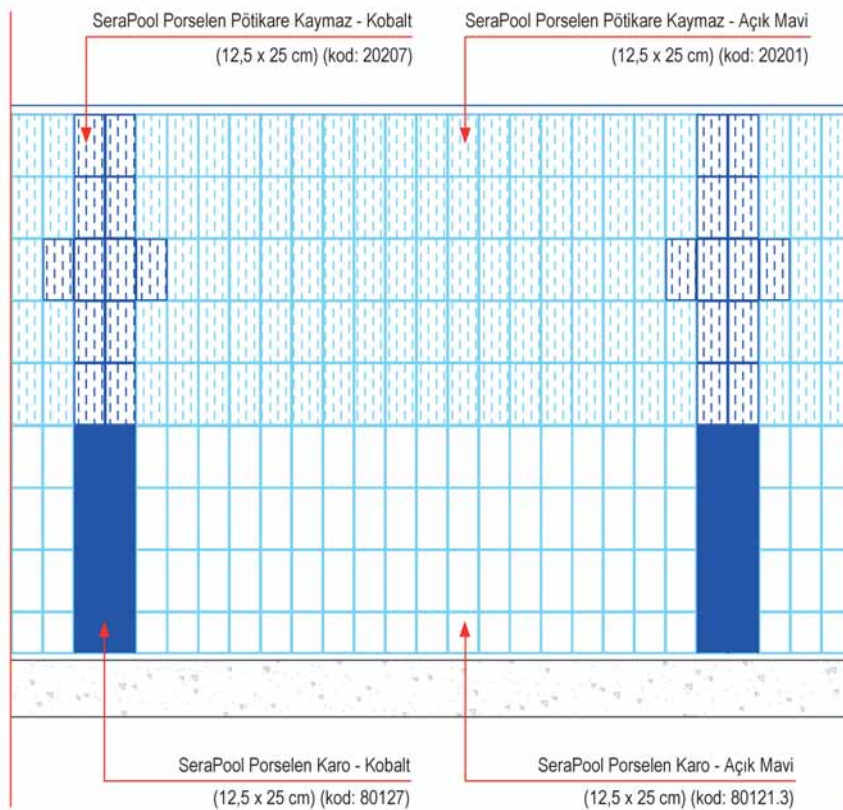 SeraPool Porselen Pötikare Kaymaz - Kobalt
(12,5 x 25 cm) (kod: 20207)
SeraPool Porselen Pötikare Kaymaz - Açık Mavi
(12,5 x 25 cm) (kod: 20201)
SeraPool Porselen Karo - Kobalt
(12,5 x 25 cm) (kod: 80127)
SeraPool Porselen Karo - Açık Mavi
(12,5 x 25 cm) (kod: 80121.3)